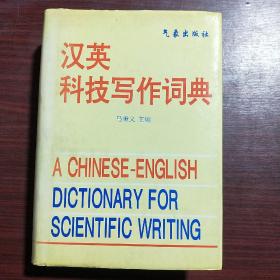 气象出版社
汉英
科技写作词典
马秉义 主编
A CHINESE-ENGLISH
DICTIONARY FOR
SCIENTIFIC WRITING